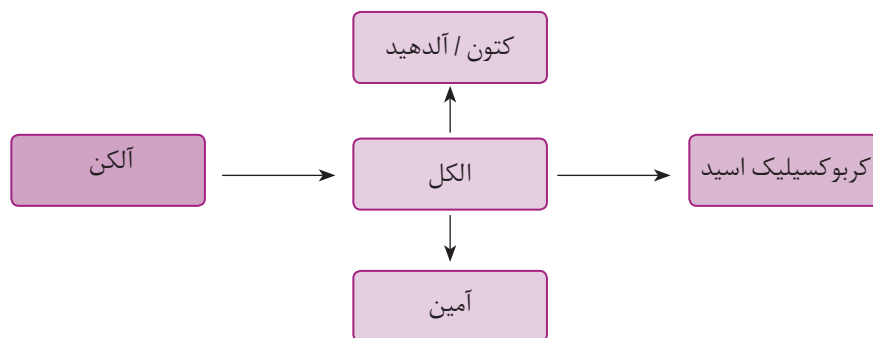 کتون / آلدهید
آلکن
الکل
کربوکسیلیک اسید
آمین